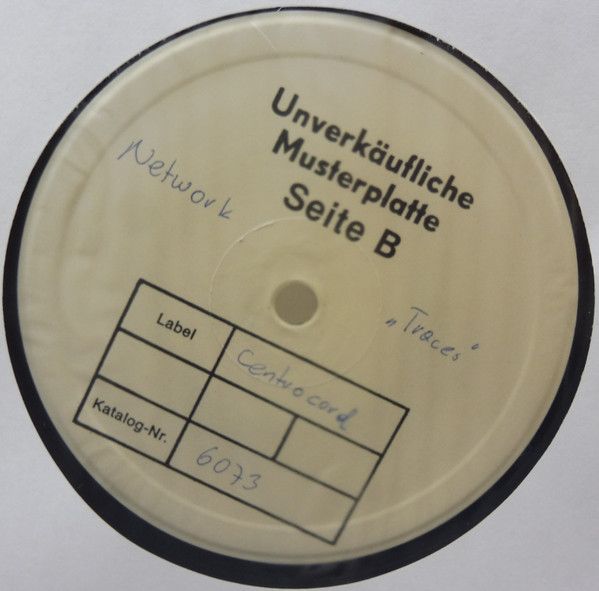 Unverkäufliche
Musterplatte
Seite B
Network
„Traces“
Label
Centrocord
Katalog-Nr.
6073